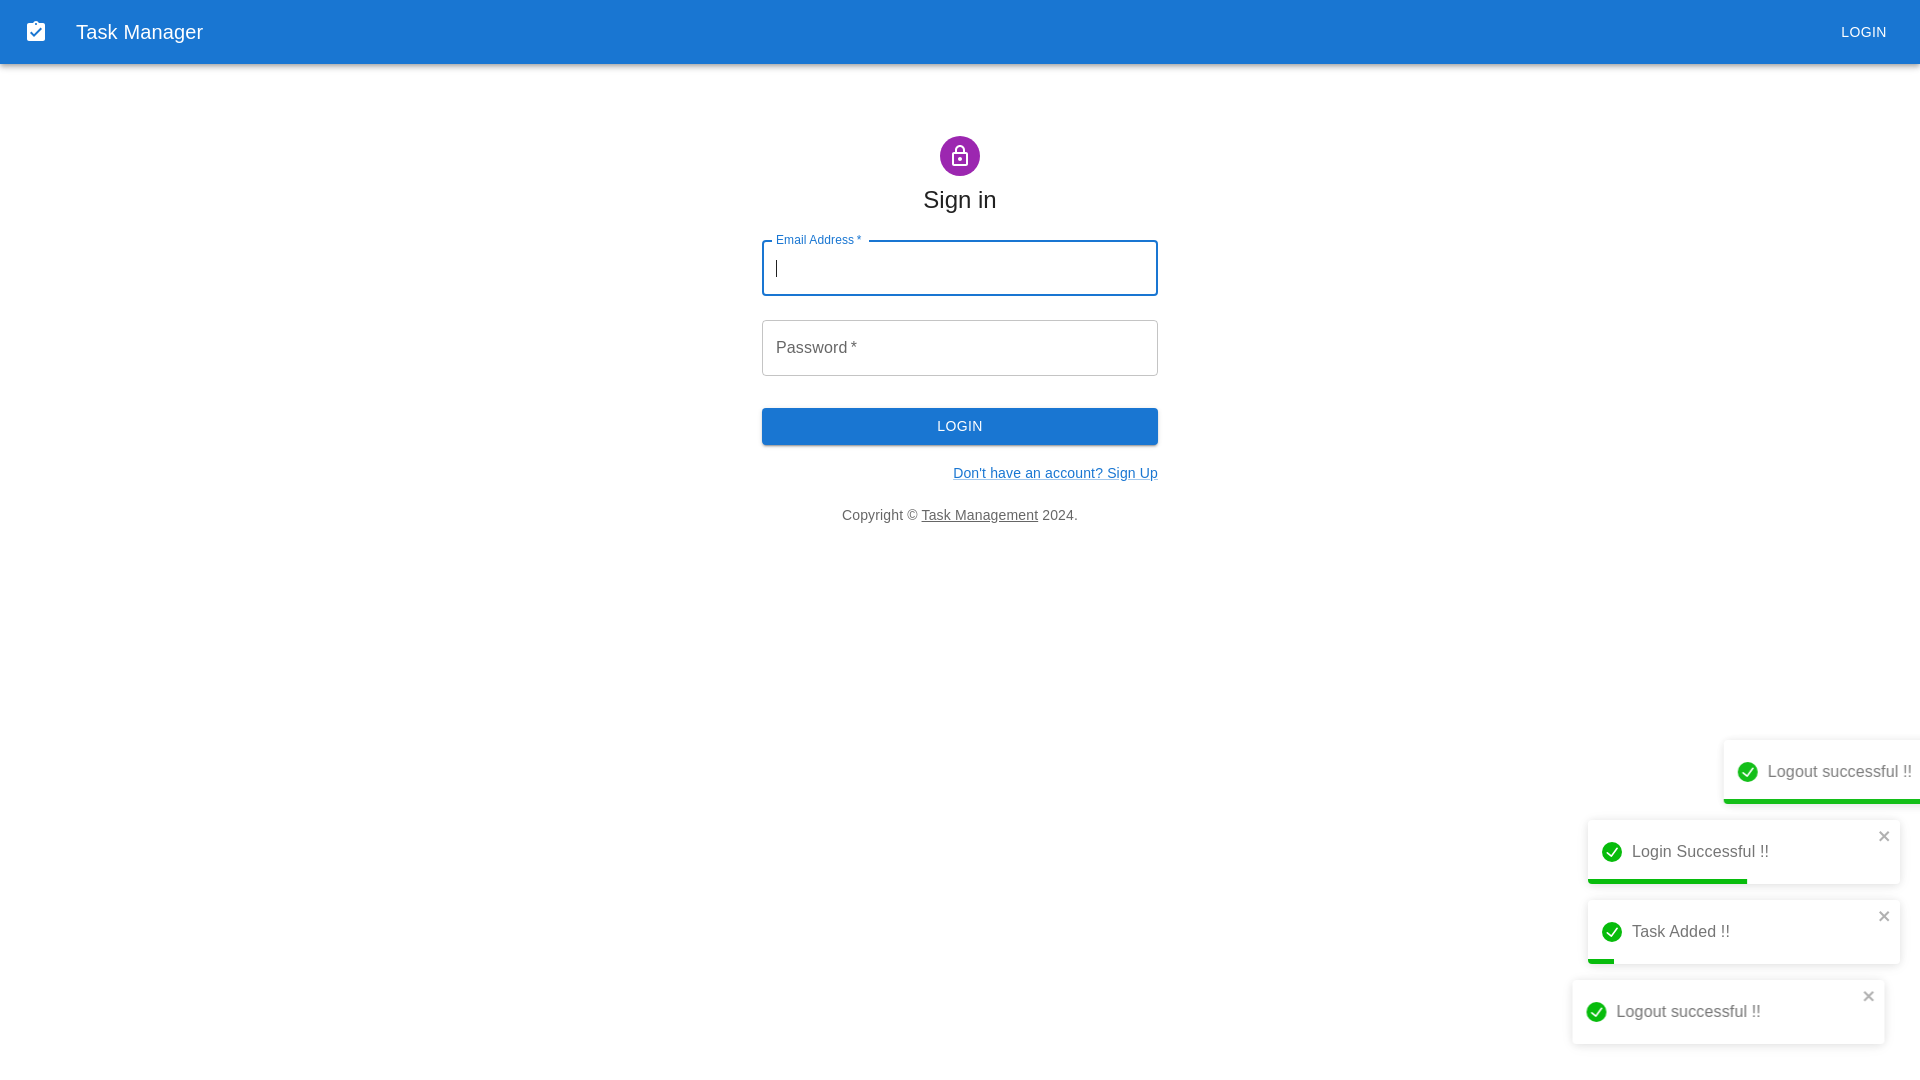 Task Manager
LOGIN
Sign in
Email Address *
Password *
LOGIN
Don't have an account? Sign Up
Copyright © Task Management 2024.
Logout successful !!
Login Successful !!
Task Added !!
Logout successful !!